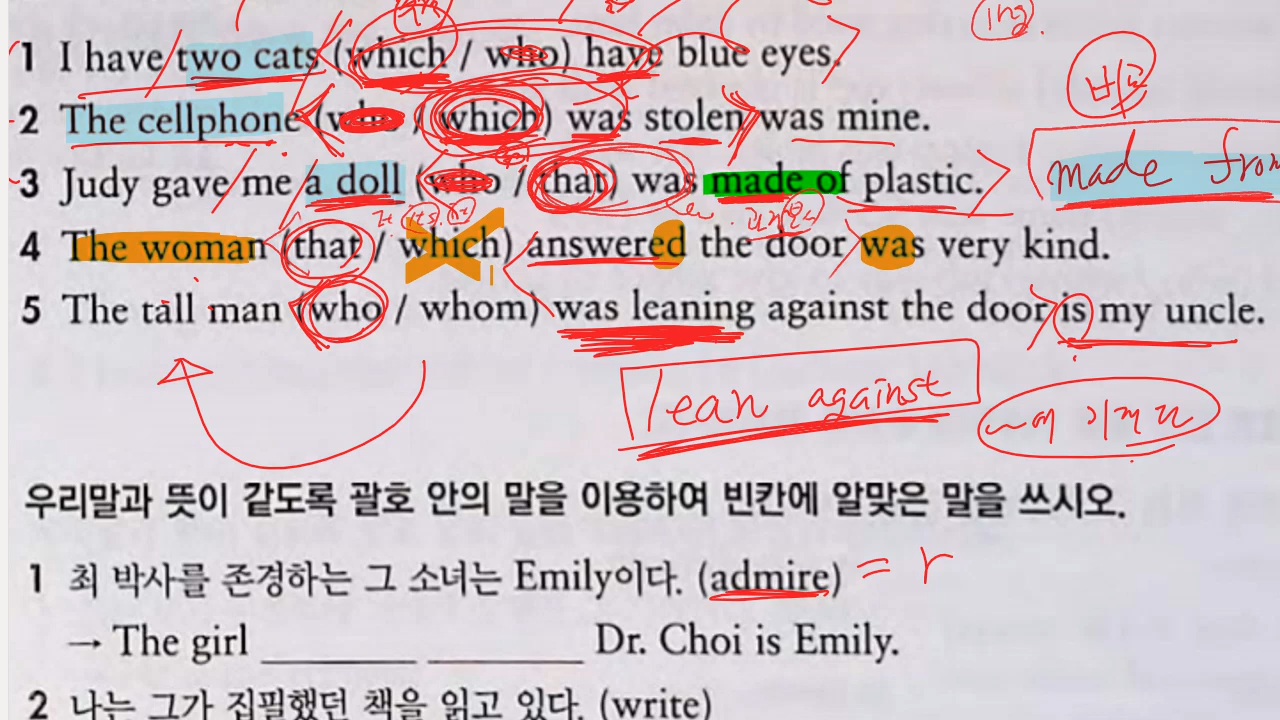 ing.
1 I have two cats (which / who) have blue eyes.
비교
2 The cellphone (who / which) was stolen was mine.
made from
3 Judy gave me a doll (who / that) was made of plastic.
4 The woman (that / which) answered the door was very kind.
5 The tall man (who / whom) was leaning against the door is my uncle.
lean against
~에 기대다
우리말과 뜻이 같도록 괄호 안의 말을 이용하여 빈칸에 알맞은 말을 쓰시오.
1 최 박사를 존경하는 그 소녀는 Emily이다. (admire) = r
→ The girl ________ ________ Dr. Choi is Emily.
2 나는 그가 집필했던 책을 읽고 있다. (write)